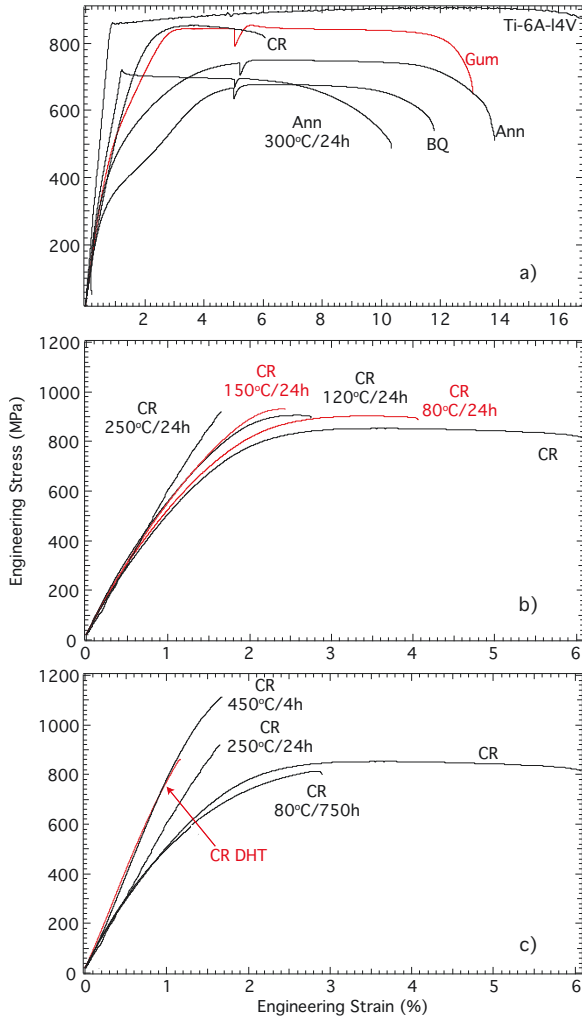 Ti-6A-l4V
800
CR
Gum
600
Ann
300°C/24h
BQ
Ann
400
200
a)
2
4
6
8
10
12
14
16
1200
CR
150°C/24h
CR
120°C/24h
CR
80°C/24h
1000
CR
250°C/24h
800
CR
600
400
200
b)
0
0
1
2
3
4
5
6
Engineering Stress (MPa)
1200
CR
450°C/4h
1000
CR
250°C/24h
CR
800
CR
80°C/750h
600
CR DHT
400
200
c)
0
0
1
2
3
4
5
6
Engineering Strain (%)